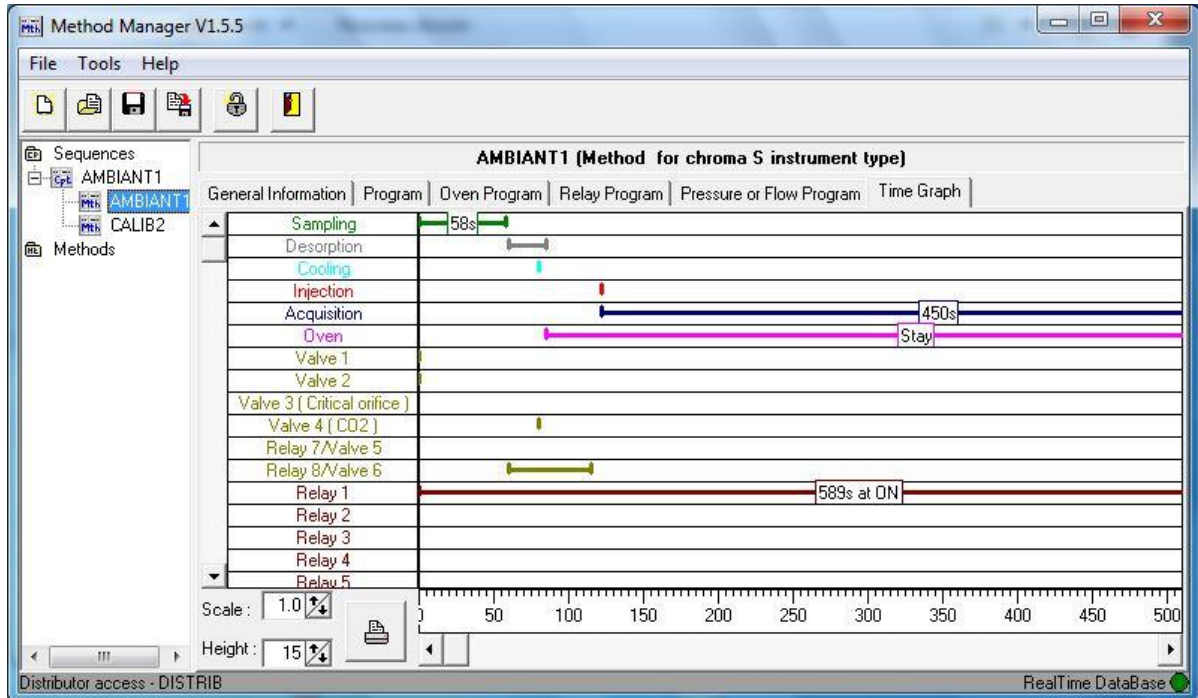 Method Manager V1.5.5
File Tools Help
Sequences
AMBIANT1
AMBIANT1
CALIB2
Methods
AMBIANT1 (Method for chroma S instrument type)
General Information Program Oven Program Relay Program Pressure or Flow Program Time Graph
Sampling 58s
Desorption
Cooling
Injection
Acquisition 450s
Oven Stay
Valve 1
Valve 2
Valve 3 ( Critical orifice )
Valve 4 ( CO2 )
Relay 7/Valve 5
Relay 8/Valve 6
Relay 1 589s at ON
Relay 2
Relay 3
Relay 4
Relay 5
Scale : 1.0
50 100 150 200 250 300 350 400 450 500
Height : 15
Distributor access - DISTRIB RealTime DataBase